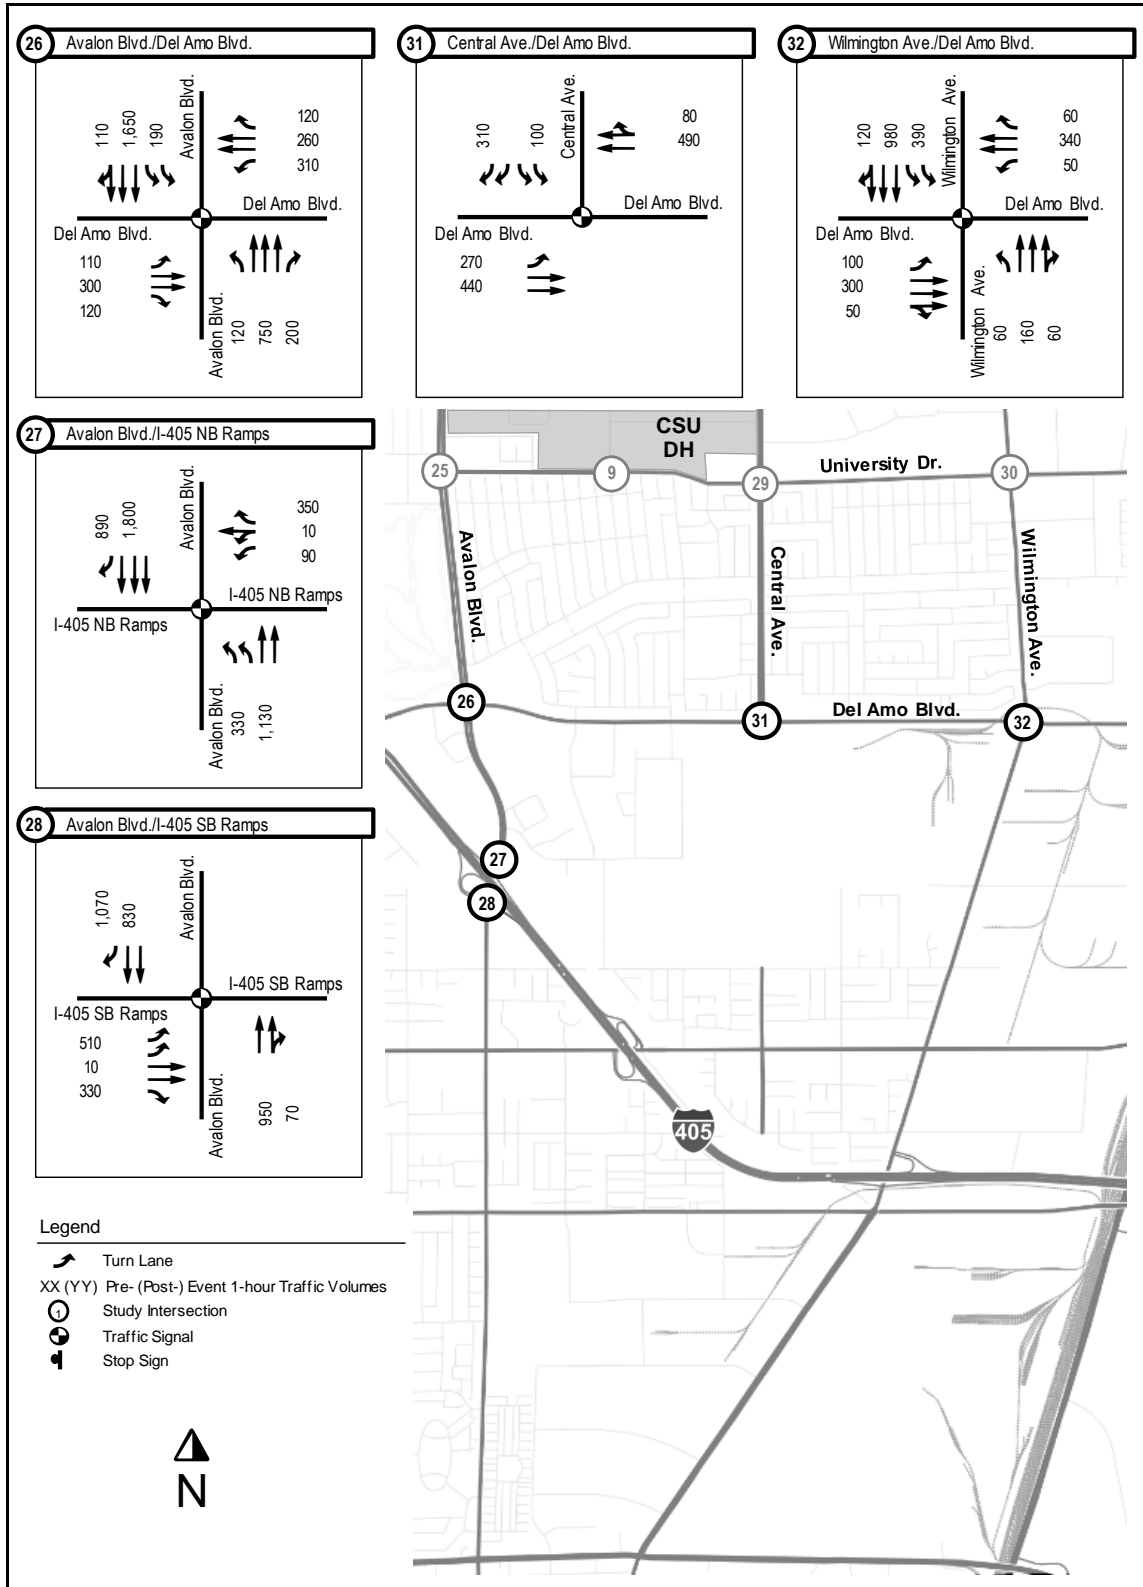 26 Avalon Blvd./Del Amo Blvd.
110
1,650
190
Avalon Blvd.
120
260
310
Del Amo Blvd.
Del Amo Blvd.
110
300
120
Avalon Blvd.
120
750
200
31 Central Ave./Del Amo Blvd.
310
100
Central Ave.
80
490
Del Amo Blvd.
Del Amo Blvd.
270
440
32 Wilmington Ave./Del Amo Blvd.
120
980
390
Wilmington Ave.
60
340
50
Del Amo Blvd.
Del Amo Blvd.
100
300
50
Wilmington Ave.
60
160
60
27 Avalon Blvd./I-405 NB Ramps
890
1,800
Avalon Blvd.
350
10
90
I-405 NB Ramps
I-405 NB Ramps
Avalon Blvd.
330
1,130
28 Avalon Blvd./I-405 SB Ramps
1,070
830
Avalon Blvd.
I-405 SB Ramps
I-405 SB Ramps
510
10
330
Avalon Blvd.
950
70
CSU
DH
25
9
29
University Dr.
30
Avalon Blvd.
Central Ave.
Wilmington Ave.
26
31
Del Amo Blvd.
32
27
28
405
Legend
Turn Lane
XX (YY) Pre- (Post-) Event 1-hour Traffic Volumes
1 Study Intersection
Traffic Signal
Stop Sign
N